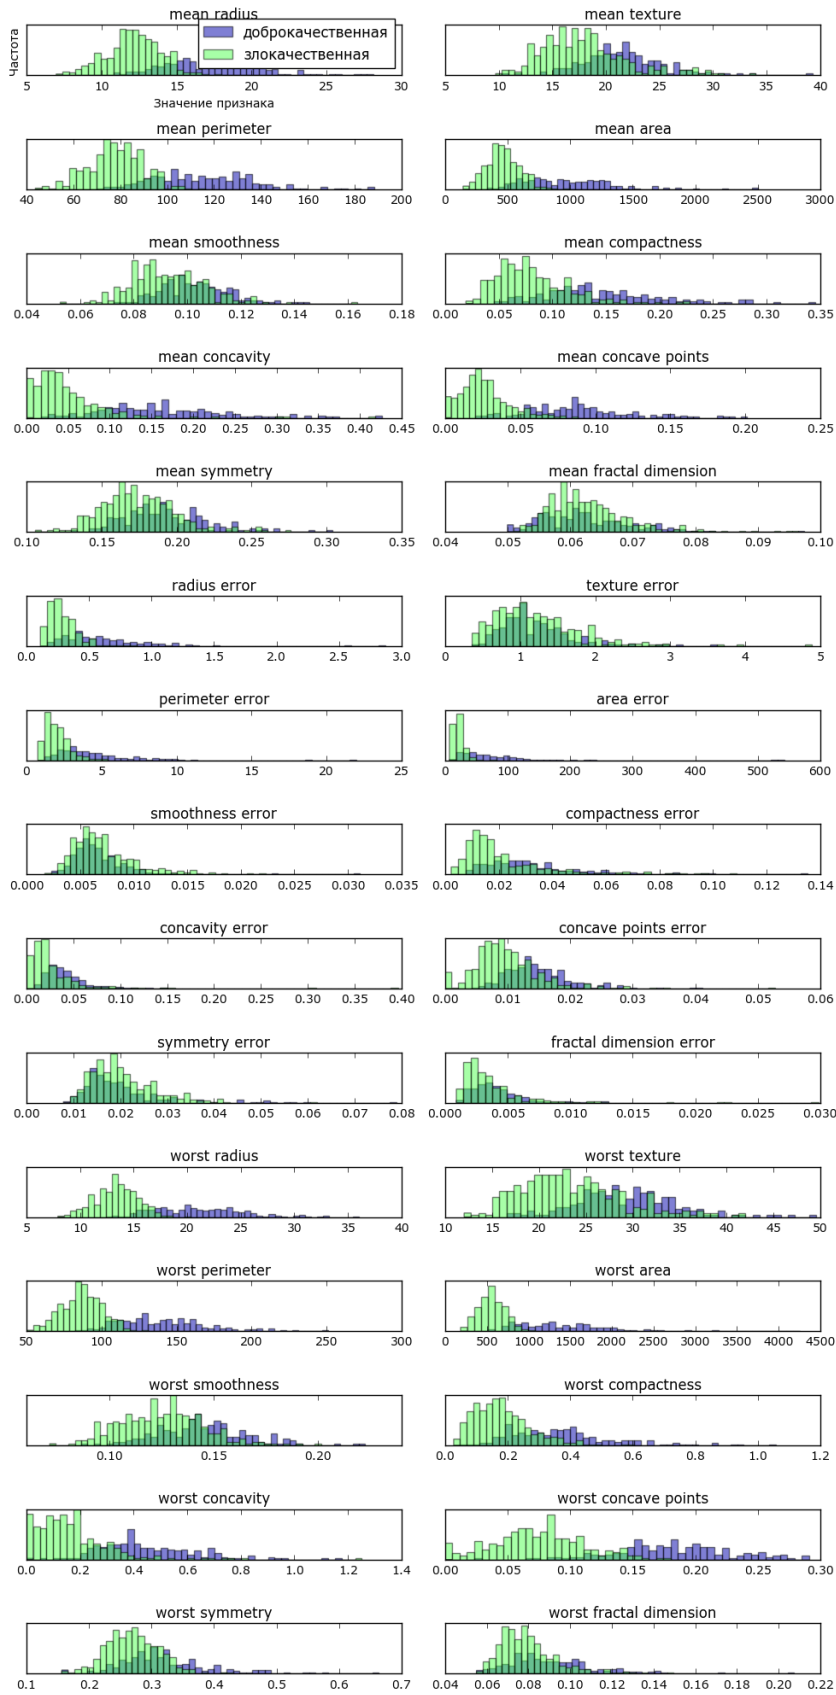 mean radius
mean texture
доброкачественная
злокачественная
Частота
5 10 15 20 25 30
5 10 15 20 25 30 35 40
Значение признака
mean perimeter
mean area
40 60 80 100 120 140 160 180 200
0 500 1000 1500 2000 2500 3000
mean smoothness
mean compactness
0.04 0.06 0.08 0.10 0.12 0.14 0.16 0.18
0.00 0.05 0.10 0.15 0.20 0.25 0.30 0.35
mean concavity
mean concave points
0.00 0.05 0.10 0.15 0.20 0.25 0.30 0.35 0.40 0.45
0.00 0.05 0.10 0.15 0.20 0.25
mean symmetry
mean fractal dimension
0.10 0.15 0.20 0.25 0.30 0.35
0.04 0.05 0.06 0.07 0.08 0.09 0.10
radius error
texture error
0.0 0.5 1.0 1.5 2.0 2.5 3.0
0 1 2 3 4 5
perimeter error
area error
0 5 10 15 20 25
0 100 200 300 400 500 600
smoothness error
compactness error
0.000 0.005 0.010 0.015 0.020 0.025 0.030 0.035
0.00 0.02 0.04 0.06 0.08 0.10 0.12 0.14
concavity error
concave points error
0.00 0.05 0.10 0.15 0.20 0.25 0.30 0.35 0.40
0.00 0.01 0.02 0.03 0.04 0.05 0.06
symmetry error
fractal dimension error
0.00 0.01 0.02 0.03 0.04 0.05 0.06 0.07 0.08
0.000 0.005 0.010 0.015 0.020 0.025 0.030
worst radius
worst texture
5 10 15 20 25 30 35 40
10 15 20 25 30 35 40 45 50
worst perimeter
worst area
50 100 150 200 250 300
0 500 1000 1500 2000 2500 3000 3500 4000 4500
worst smoothness
worst compactness
0.10 0.15 0.20
0.0 0.2 0.4 0.6 0.8 1.0 1.2
worst concavity
worst concave points
0.0 0.2 0.4 0.6 0.8 1.0 1.2 1.4
0.00 0.05 0.10 0.15 0.20 0.25 0.30
worst symmetry
worst fractal dimension
0.1 0.2 0.3 0.4 0.5 0.6 0.7
0.04 0.06 0.08 0.10 0.12 0.14 0.16 0.18 0.20 0.22